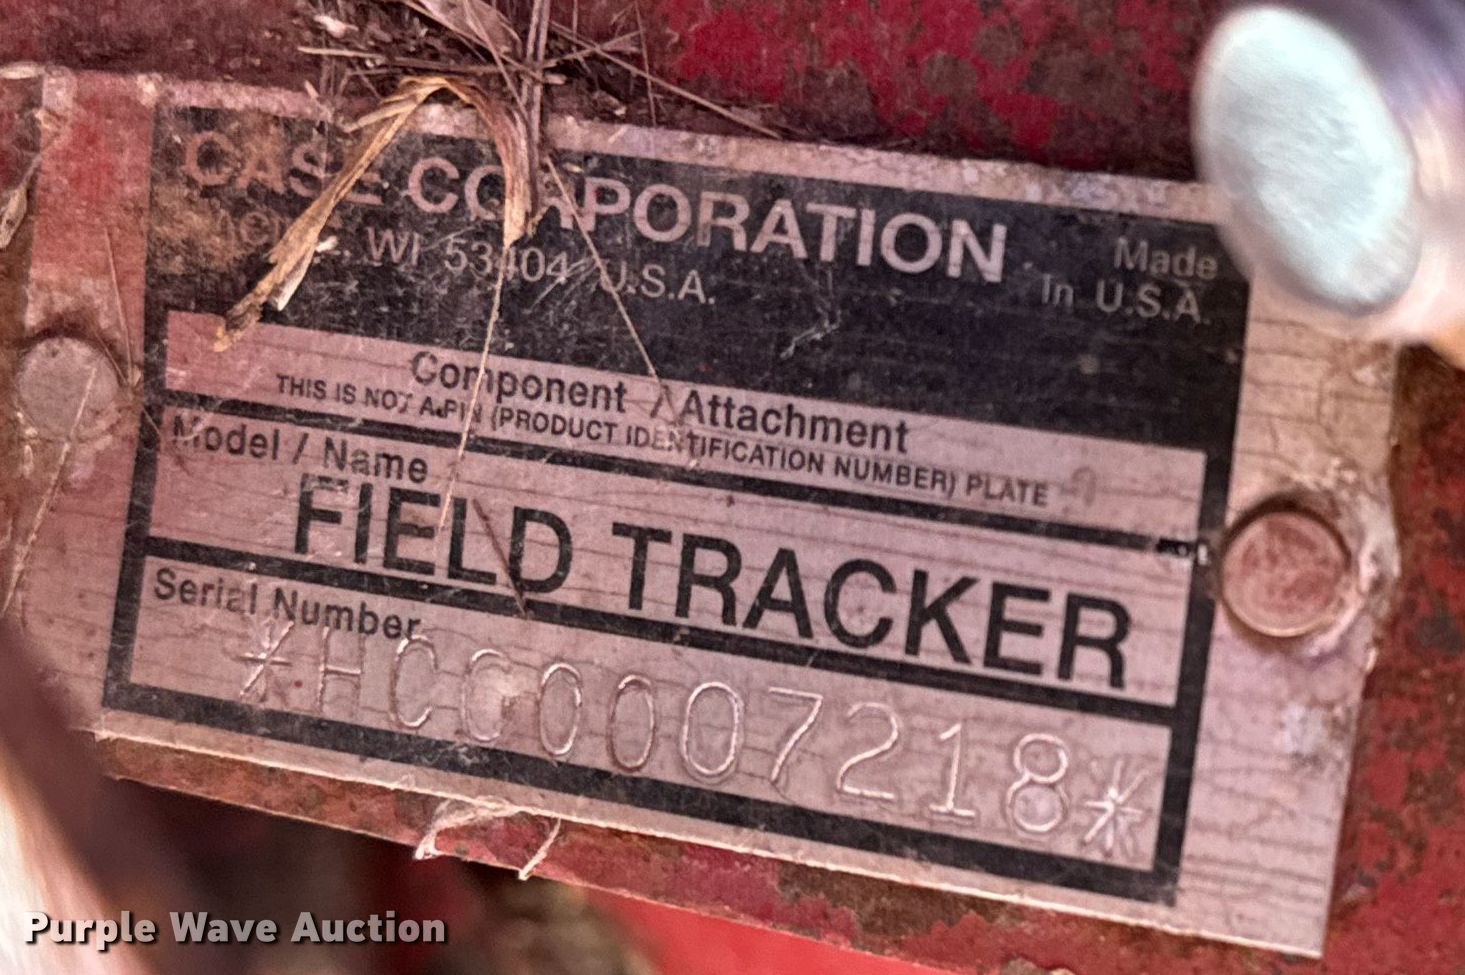 CASE CORPORATION
WI 53404 U.S.A.
Made
In U.S.A.
Component / Attachment
THIS IS NOT A PIN (PRODUCT IDENTIFICATION NUMBER) PLATE
Model / Name
FIELD TRACKER
Serial Number
*HCC0007218*
Purple Wave Auction